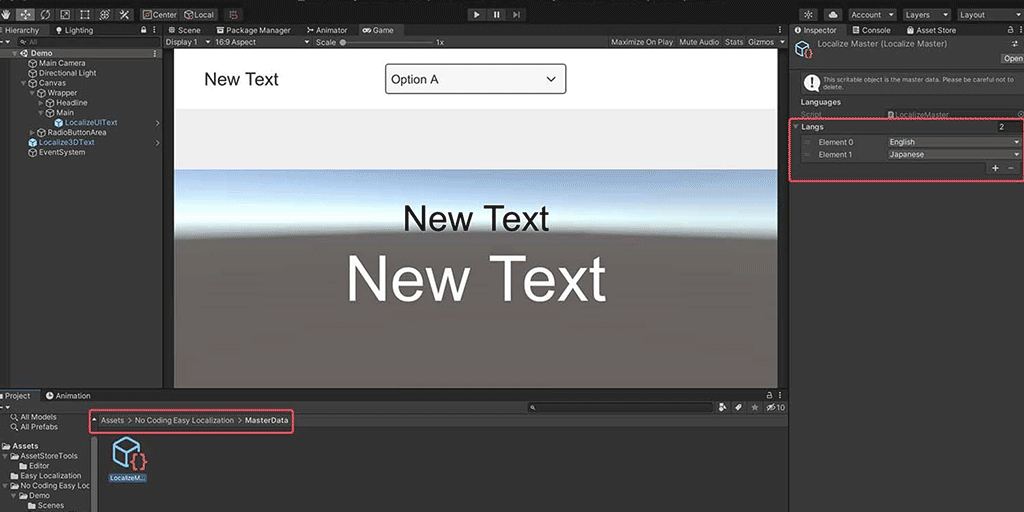 Center Local
Account Layers Layout
Hierarchy Lighting
All
Demo
Main Camera
Directional Light
Canvas
Wrapper
Headline
Main
LocalizeUIText
RadioButtonArea
Localize3DText
EventSystem
Scene Package Manager Animator Game
Display 1 16:9 Aspect Scale 1x Maximize On Play Mute Audio Stats Gizmos
New Text Option A
New Text
New Text
Inspector Console Asset Store
Localize Master (Localize Master)
Open
This scritable object is the master data. Please be careful not to
delete.
Languages
Script LocalizeMaster
Langs 2
Element 0 English
Element 1 Japanese
Project Animation
10
All Models
All Prefabs
Assets > No Coding Easy Localization > MasterData
Assets
AssetStoreTools
Editor
Easy Localization
No Coding Easy Loc
Demo
Scenes
LocalizeM...